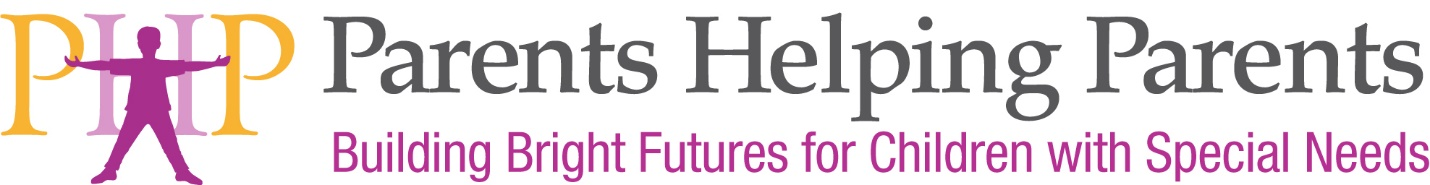 PHP
Parents Helping Parents
Building Bright Futures for Children with Special Needs